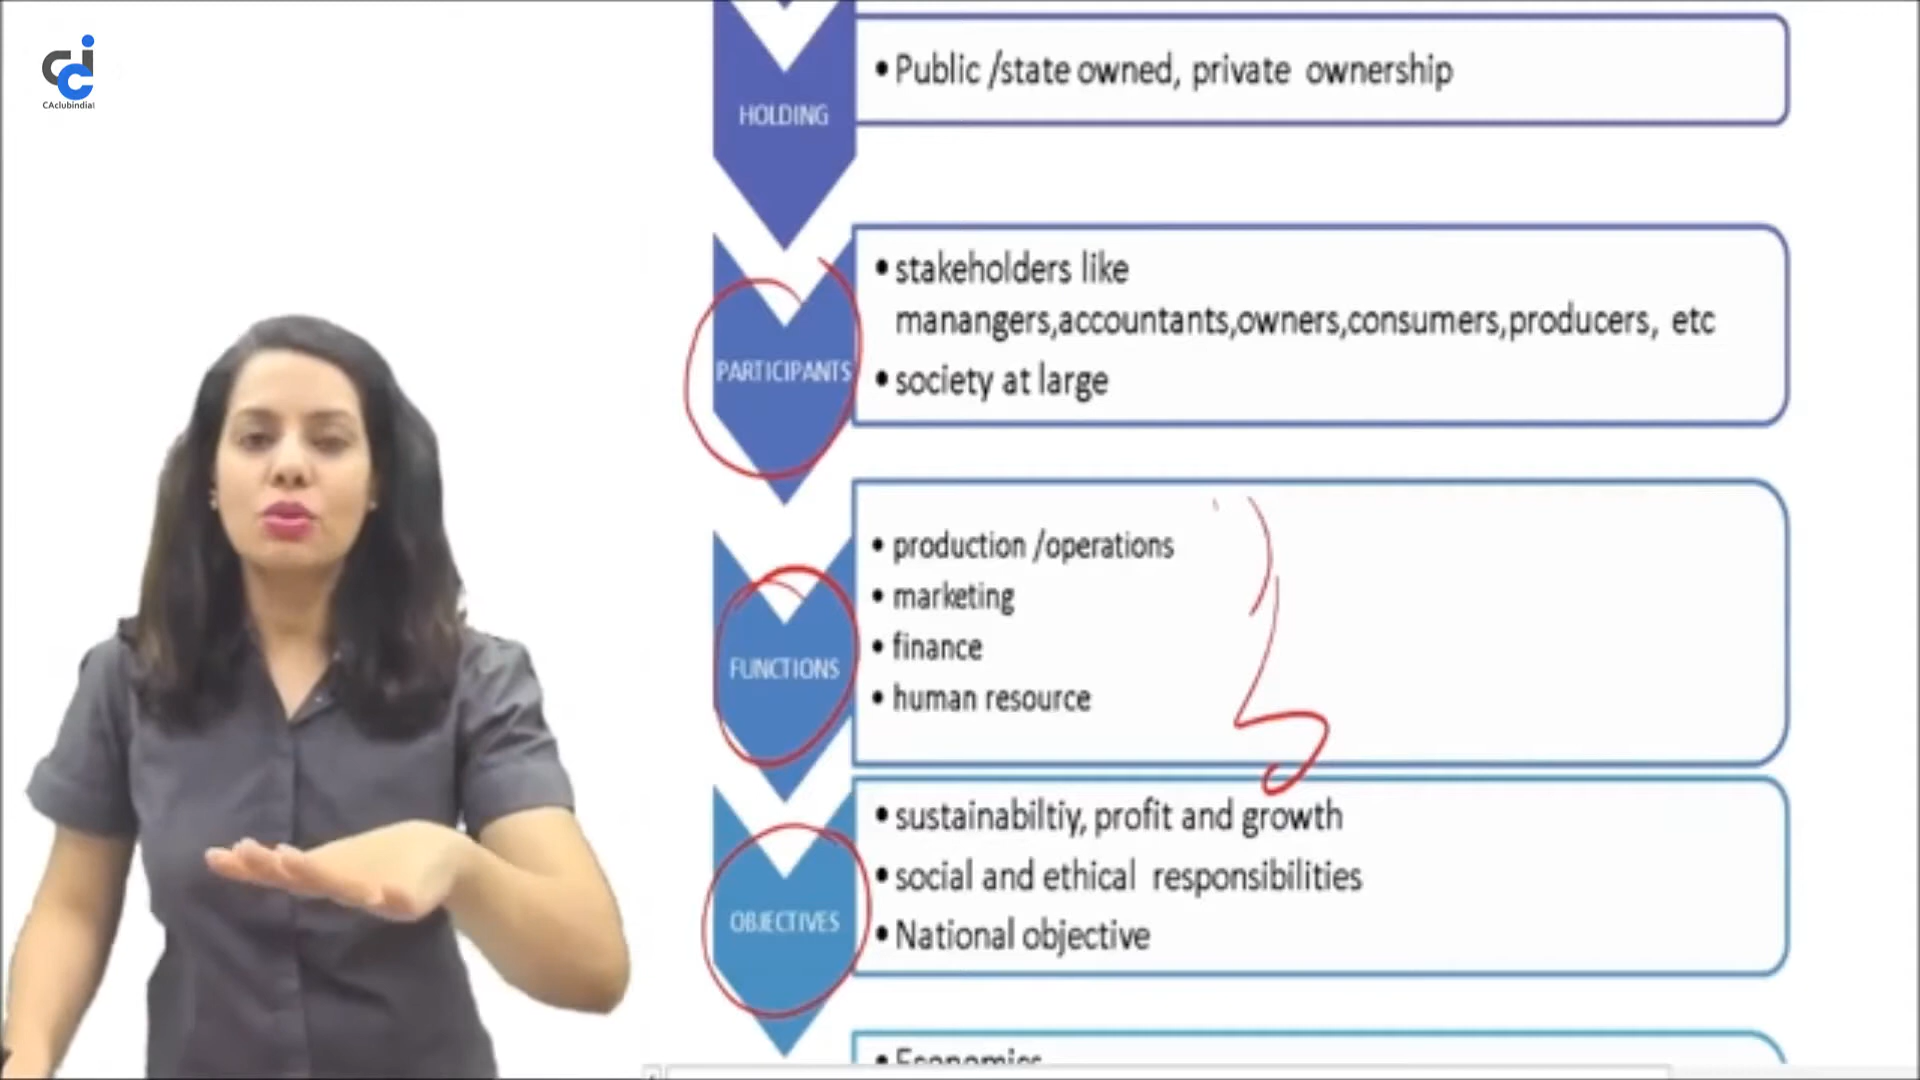 CAclubindia
HOLDING
•Public /state owned, private ownership
PARTICIPANTS
•stakeholders like
manangers,accountants,owners,consumers,producers, etc
•society at large
FUNCTIONS
• production /operations
• marketing
• finance
• human resource
OBJECTIVES
•sustainabiltiy, profit and growth
•social and ethical responsibilities
•National objective
•Economics